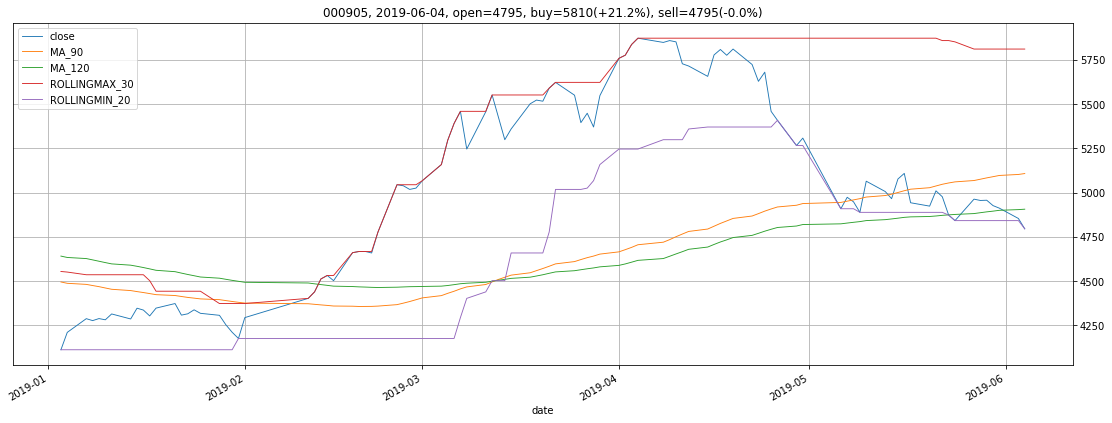 000905, 2019-06-04, open=4795, buy=5810(+21.2%), sell=4795(-0.0%)
close
MA_90
MA_120
ROLLINGMAX_30
ROLLINGMIN_20
5750
5500
5250
5000
4750
4500
4250
2019-01
2019-02
2019-03
2019-04
2019-05
2019-06
date